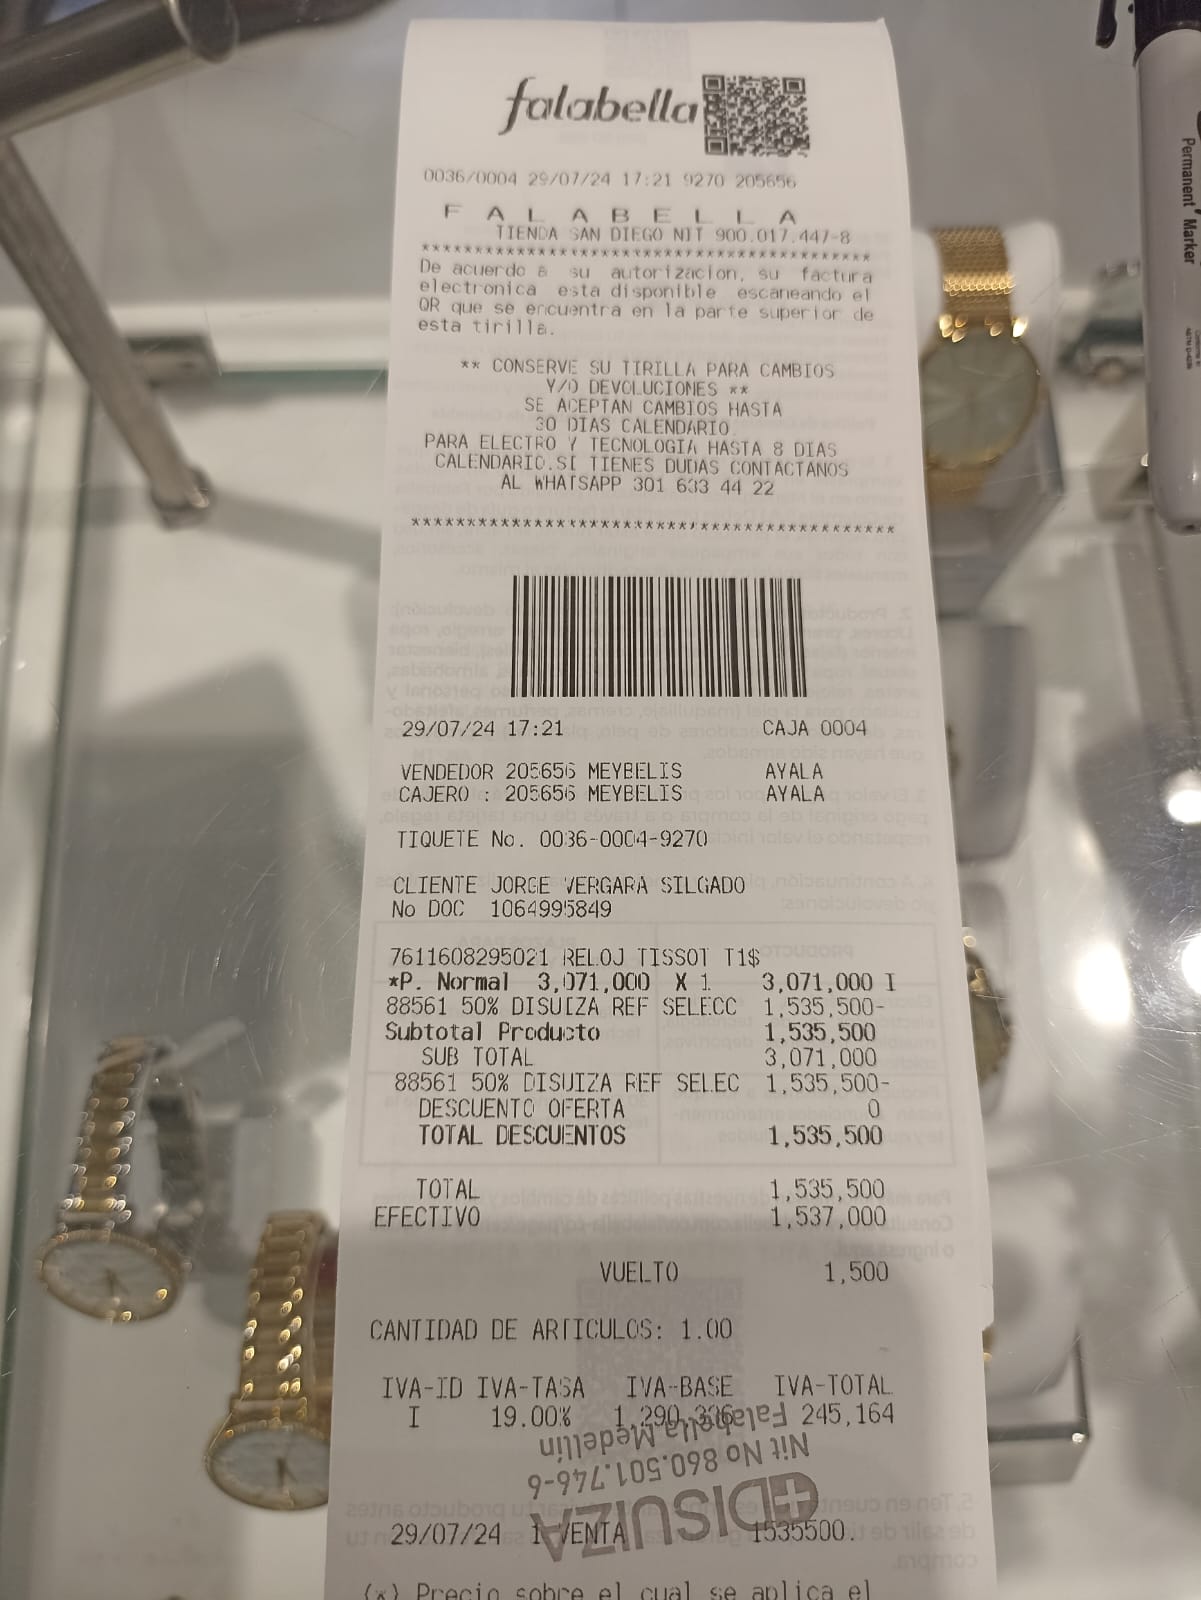 falabella
0036/0004 29/07/24 17:21 9270 205656
F A L A B E L L A
TIENDA SAN DIEGO NIT 900.017.447-8
*****************************************
De acuerdo a su autorizacion, su factura
electronica esta disponible escaneando el
QR que se encuentra en la parte superior de
esta tirilla.
** CONSERVE SU TIRILLA PARA CAMBIOS
Y/O DEVOLUCIONES **
SE ACEPTAN CAMBIOS HASTA
30 DIAS CALENDARIO.
PARA ELECTRO Y TECNOLOGIA HASTA 8 DIAS
CALENDARIO.SI TIENES DUDAS CONTACTANOS
AL WHATSAPP 301 633 44 22
********************************************
29/07/24 17:21 CAJA 0004
VENDEDOR 205656 MEYBELIS AYALA
CAJERO : 205656 MEYBELIS AYALA
TIQUETE No. 0036-0004-9270
CLIENTE JORGE VERGARA SILGADO
No DOC 1064995849
7611608295021 RELOJ TISSOT T1$
*P. Normal 3,071,000 X 1 3,071,000 I
88561 50% DISUIZA REF SELECC 1,535,500-
Subtotal Producto 1,535,500
SUB TOTAL 3,071,000
88561 50% DISUIZA REF SELEC 1,535,500-
DESCUENTO OFERTA 0
TOTAL DESCUENTOS 1,535,500
TOTAL 1,535,500
EFECTIVO 1,537,000
VUELTO 1,500
CANTIDAD DE ARTICULOS: 1.00
IVA-ID IVA-TASA IVA-BASE IVA-TOTAL
I 19.00% 1,290,336 245,164
Falabella Medellín
Nit No 860.501.746-6
DISUIZA
29/07/24 1 VENTA 1535500.
(*) Precio sobre el cual se aplica el
Permanent Marker